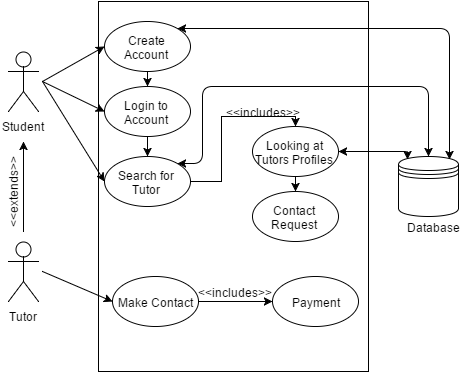 Create
Account
Student
Login to
Account
Search for
Tutor
<<includes>>
Looking at
Tutors Profiles
Contact
Request
Database
<<extends>>
Tutor
Make Contact
<<includes>>
Payment